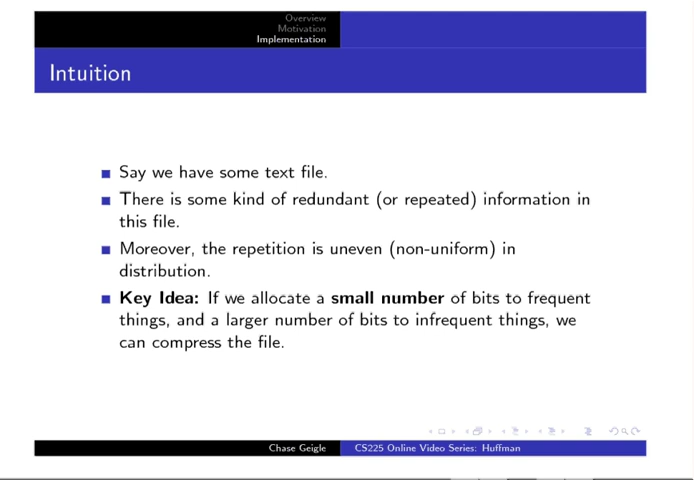 Overview
Motivation
Implementation
Intuition
Say we have some text file.
There is some kind of redundant (or repeated) information in
this file.
Moreover, the repetition is uneven (non-uniform) in
distribution.
Key Idea: If we allocate a small number of bits to frequent
things, and a larger number of bits to infrequent things, we
can compress the file.
Chase Geigle
CS225 Online Video Series: Huffman